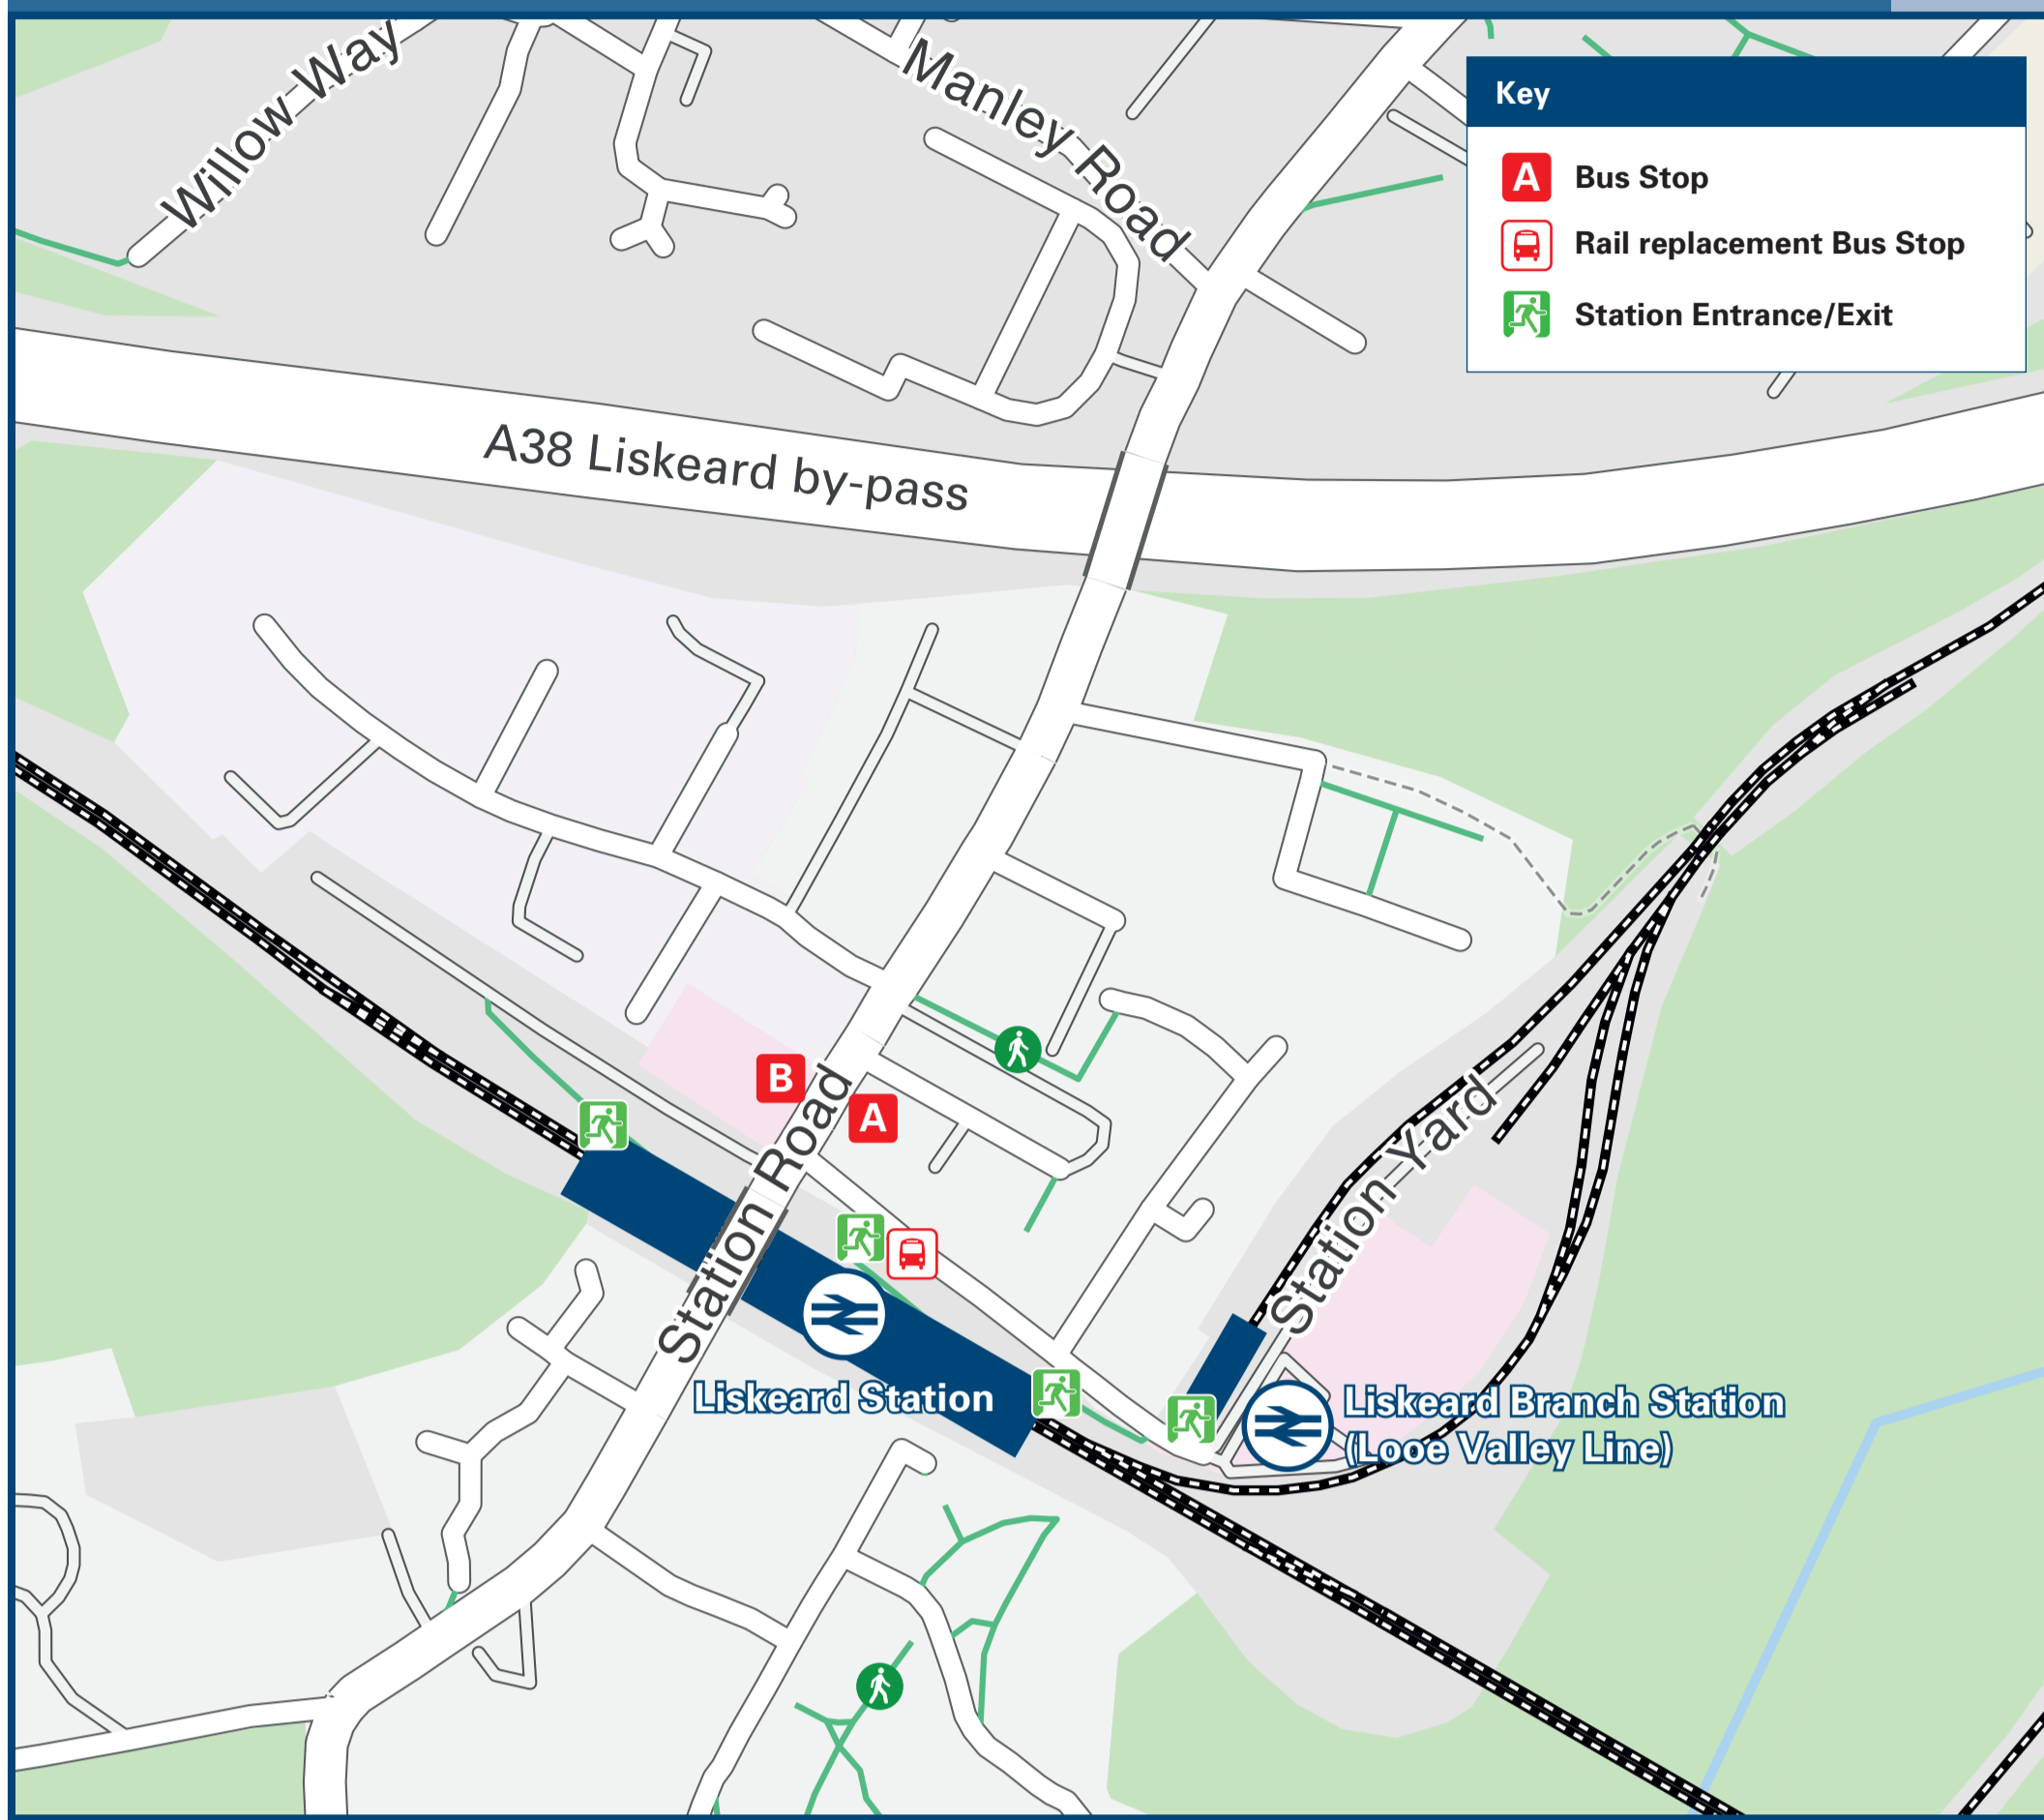 Willow Way
Manley Road
Key
A Bus Stop
Rail replacement Bus Stop
Station Entrance/Exit
A38 Liskeard by-pass
B
A
Station Road
Station Yard
Liskeard Station
Liskeard Branch Station
(Looe Valley Line)